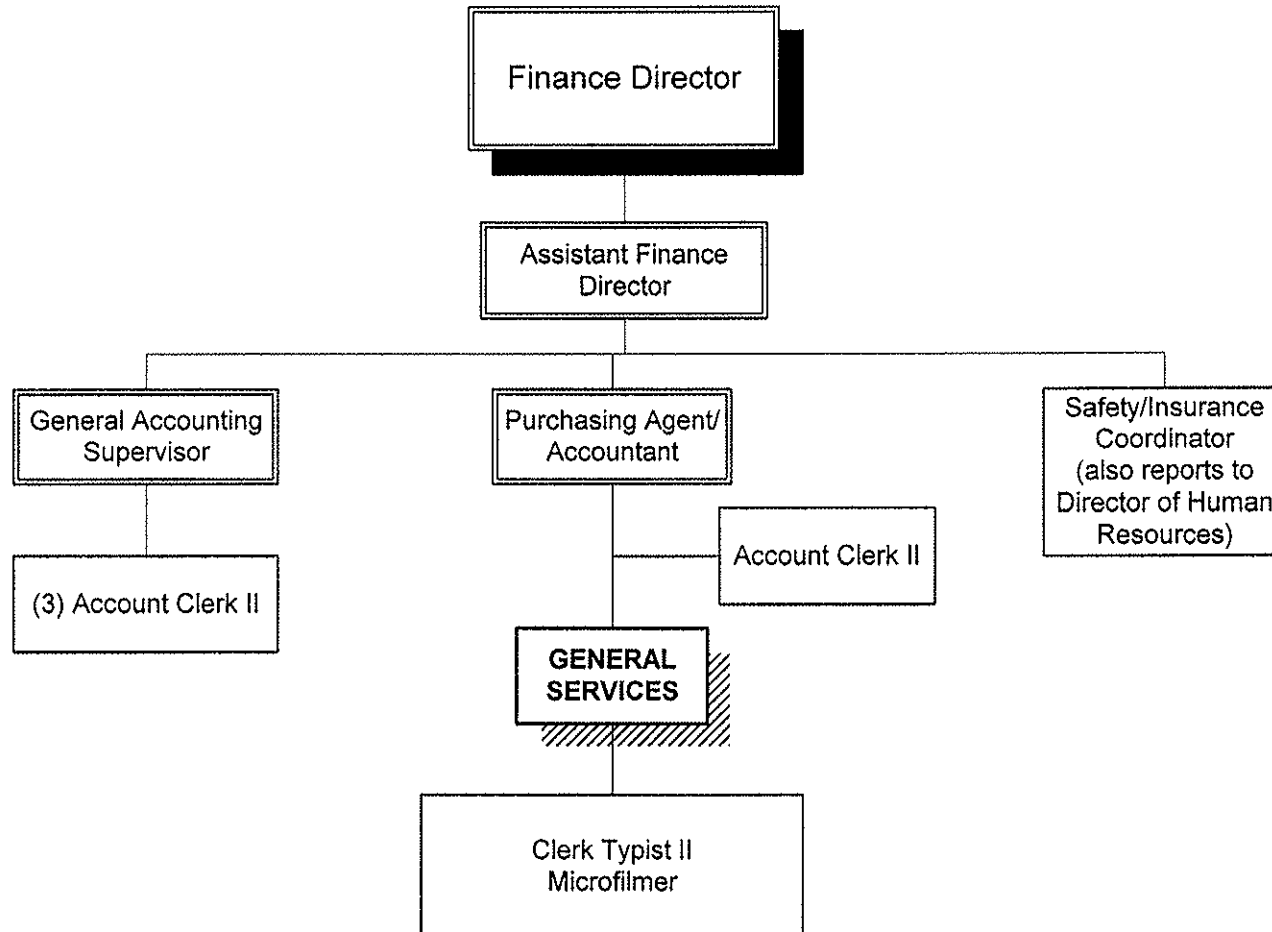 Finance Director
Assistant Finance
Director
General Accounting
Supervisor
Purchasing Agent/
Accountant
Safety/Insurance
Coordinator
(also reports to
Director of Human
Resources)
(3) Account Clerk II
Account Clerk II
GENERAL
SERVICES
Clerk Typist II
Microfilmer